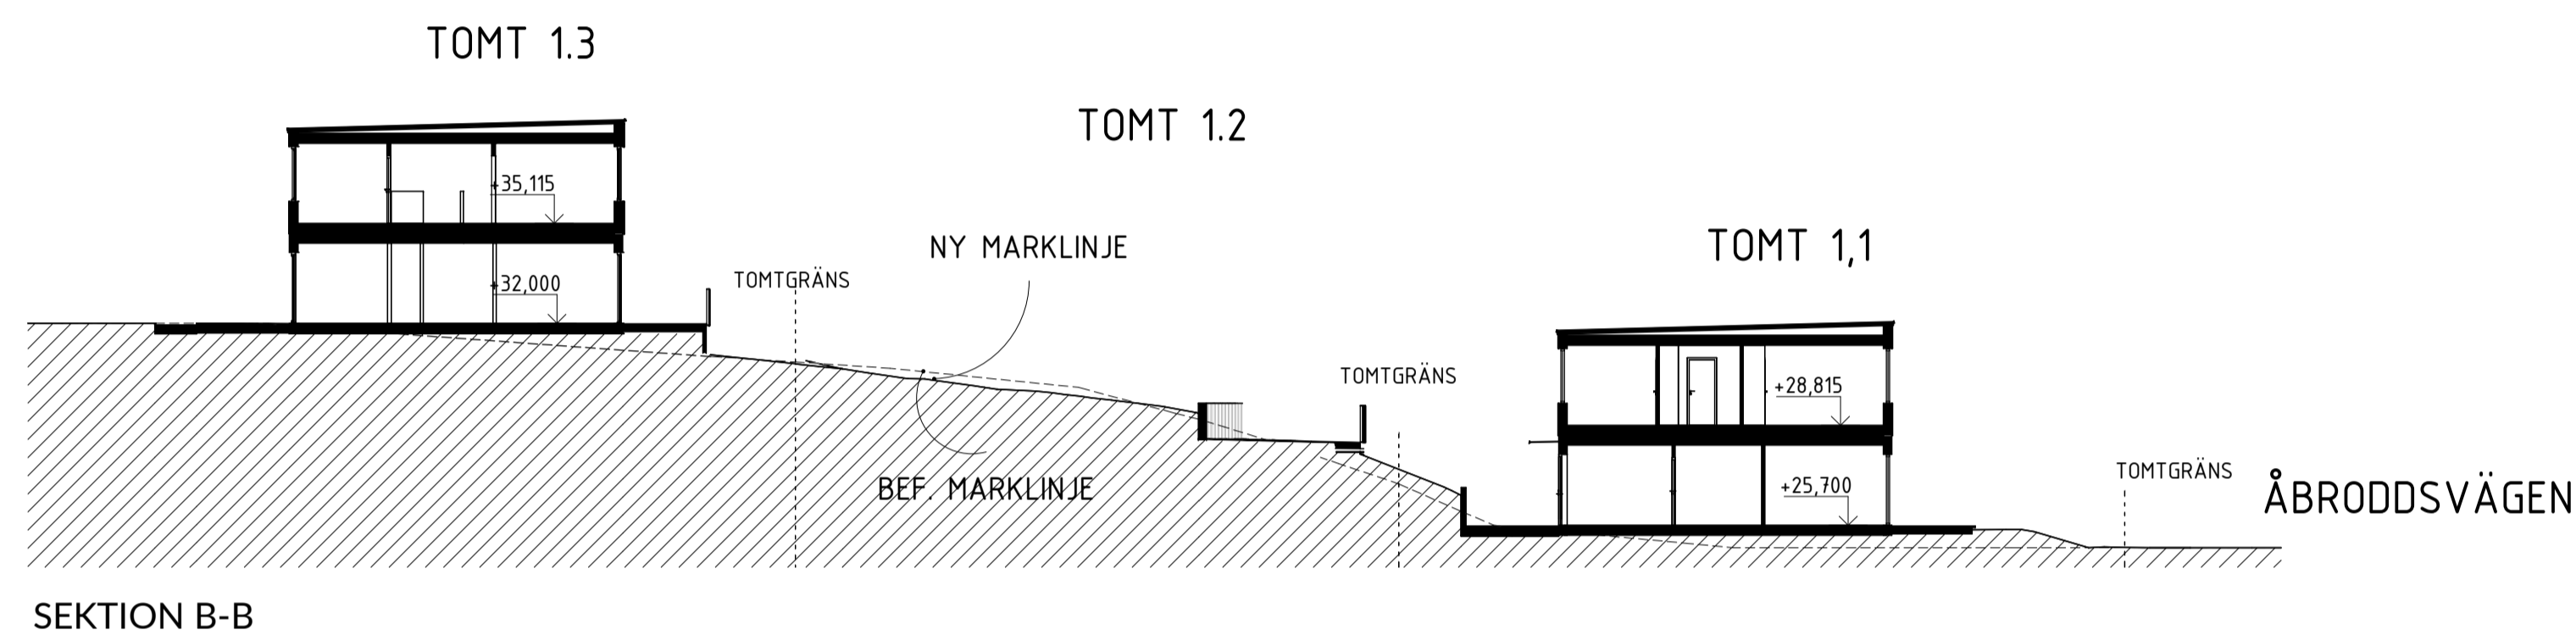 TOMT 1.3
TOMT 1.2
+35,115
TOMT 1,1
NY MARKLINJE
TOMTGRÄNS
+32,000
TOMTGRÄNS
+28,815
TOMTGRÄNS
BEF. MARKLINJE
+25,700
ÅBRODDSVÄGEN
SEKTION B-B